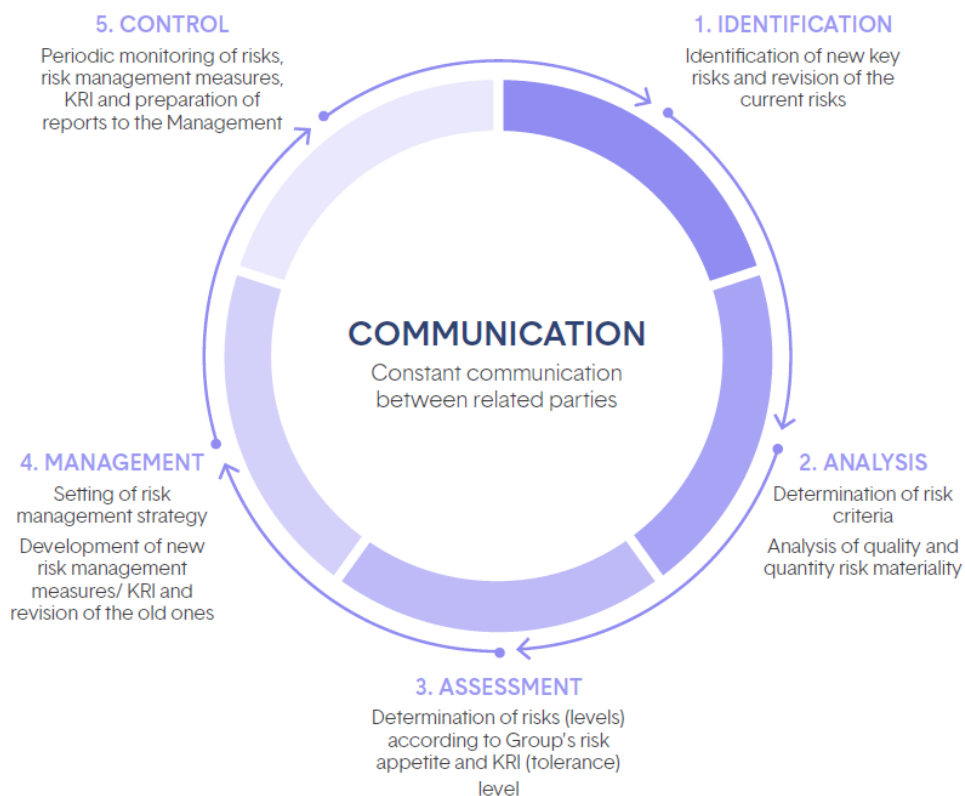 5. CONTROL
Periodic monitoring of risks,
risk management measures,
KRI and preparation of
reports to the Management
1. IDENTIFICATION
Identification of new key
risks and revision of the
current risks
COMMUNICATION
Constant communication
between related parties
4. MANAGEMENT
Setting of risk
management strategy
Development of new
risk management
measures/ KRI and
revision of the old ones
2. ANALYSIS
Determination of risk
criteria
Analysis of quality and
quantity risk materiality
3. ASSESSMENT
Determination of risks (levels)
according to Group's risk
appetite and KRI (tolerance)
level